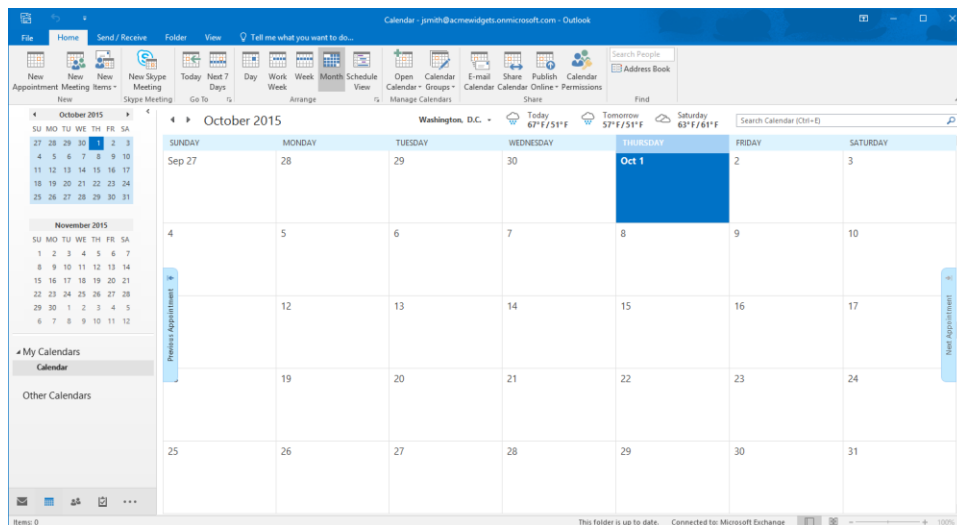 Calendar - jsmith@acmewidgets.onmicrosoft.com - Outlook
File Home Send / Receive Folder View Tell me what you want to do...
New Appointment
New Meeting
New Items
New Skype Meeting
Today
Next 7 Days
Day
Work Week
Week
Month
Schedule View
Open Calendar
Calendar Groups
E-mail Calendar
Share Calendar
Publish Online
Calendar Permissions
Search People
Address Book
New
Skype Meeting
Go To
Arrange
Manage Calendars
Share
Find
October 2015
SU MO TU WE TH FR SA
27 28 29 30 1 2 3
4 5 6 7 8 9 10
11 12 13 14 15 16 17
18 19 20 21 22 23 24
25 26 27 28 29 30 31
November 2015
SU MO TU WE TH FR SA
1 2 3 4 5 6 7
8 9 10 11 12 13 14
15 16 17 18 19 20 21
22 23 24 25 26 27 28
29 30 1 2 3 4 5
6 7 8 9 10 11 12
My Calendars
Calendar
Other Calendars
October 2015
Washington, D.C.
Today
67°F/51°F
Tomorrow
57°F/51°F
Saturday
63°F/61°F
Search Calendar (Ctrl+E)
SUNDAY MONDAY TUESDAY WEDNESDAY THURSDAY FRIDAY SATURDAY
Sep 27 28 29 30 Oct 1 2 3
4 5 6 7 8 9 10
12 13 14 15 16 17
19 20 21 22 23 24
25 26 27 28 29 30 31
Previous Appointment
Next Appointment
Items: 0
This folder is up to date. Connected to: Microsoft Exchange
100%